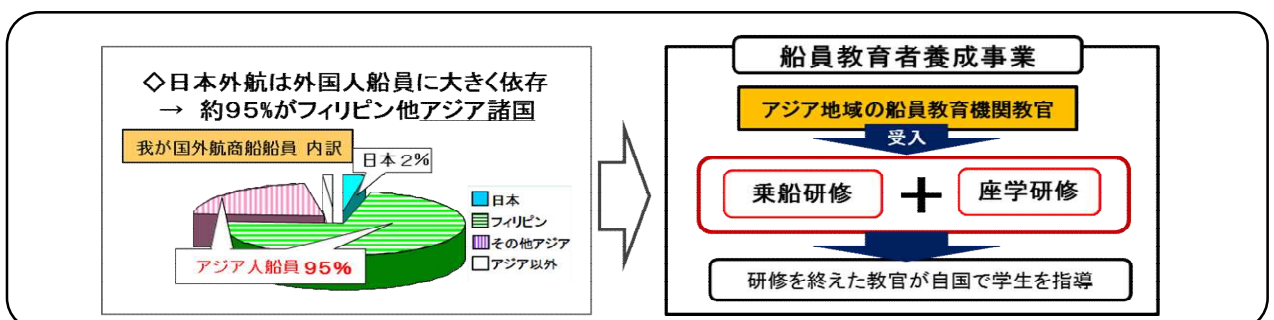 ◇日本外航は外国人船員に大きく依存
→ 約95%がフィリピン他アジア諸国
我が国外航商船船員 内訳
日本2%
日本
フィリピン
その他アジア
アジア以外
アジア人船員95%
船員教育者養成事業
アジア地域の船員教育機関教官
受入
乗船研修
+
座学研修
研修を終えた教官が自国で学生を指導